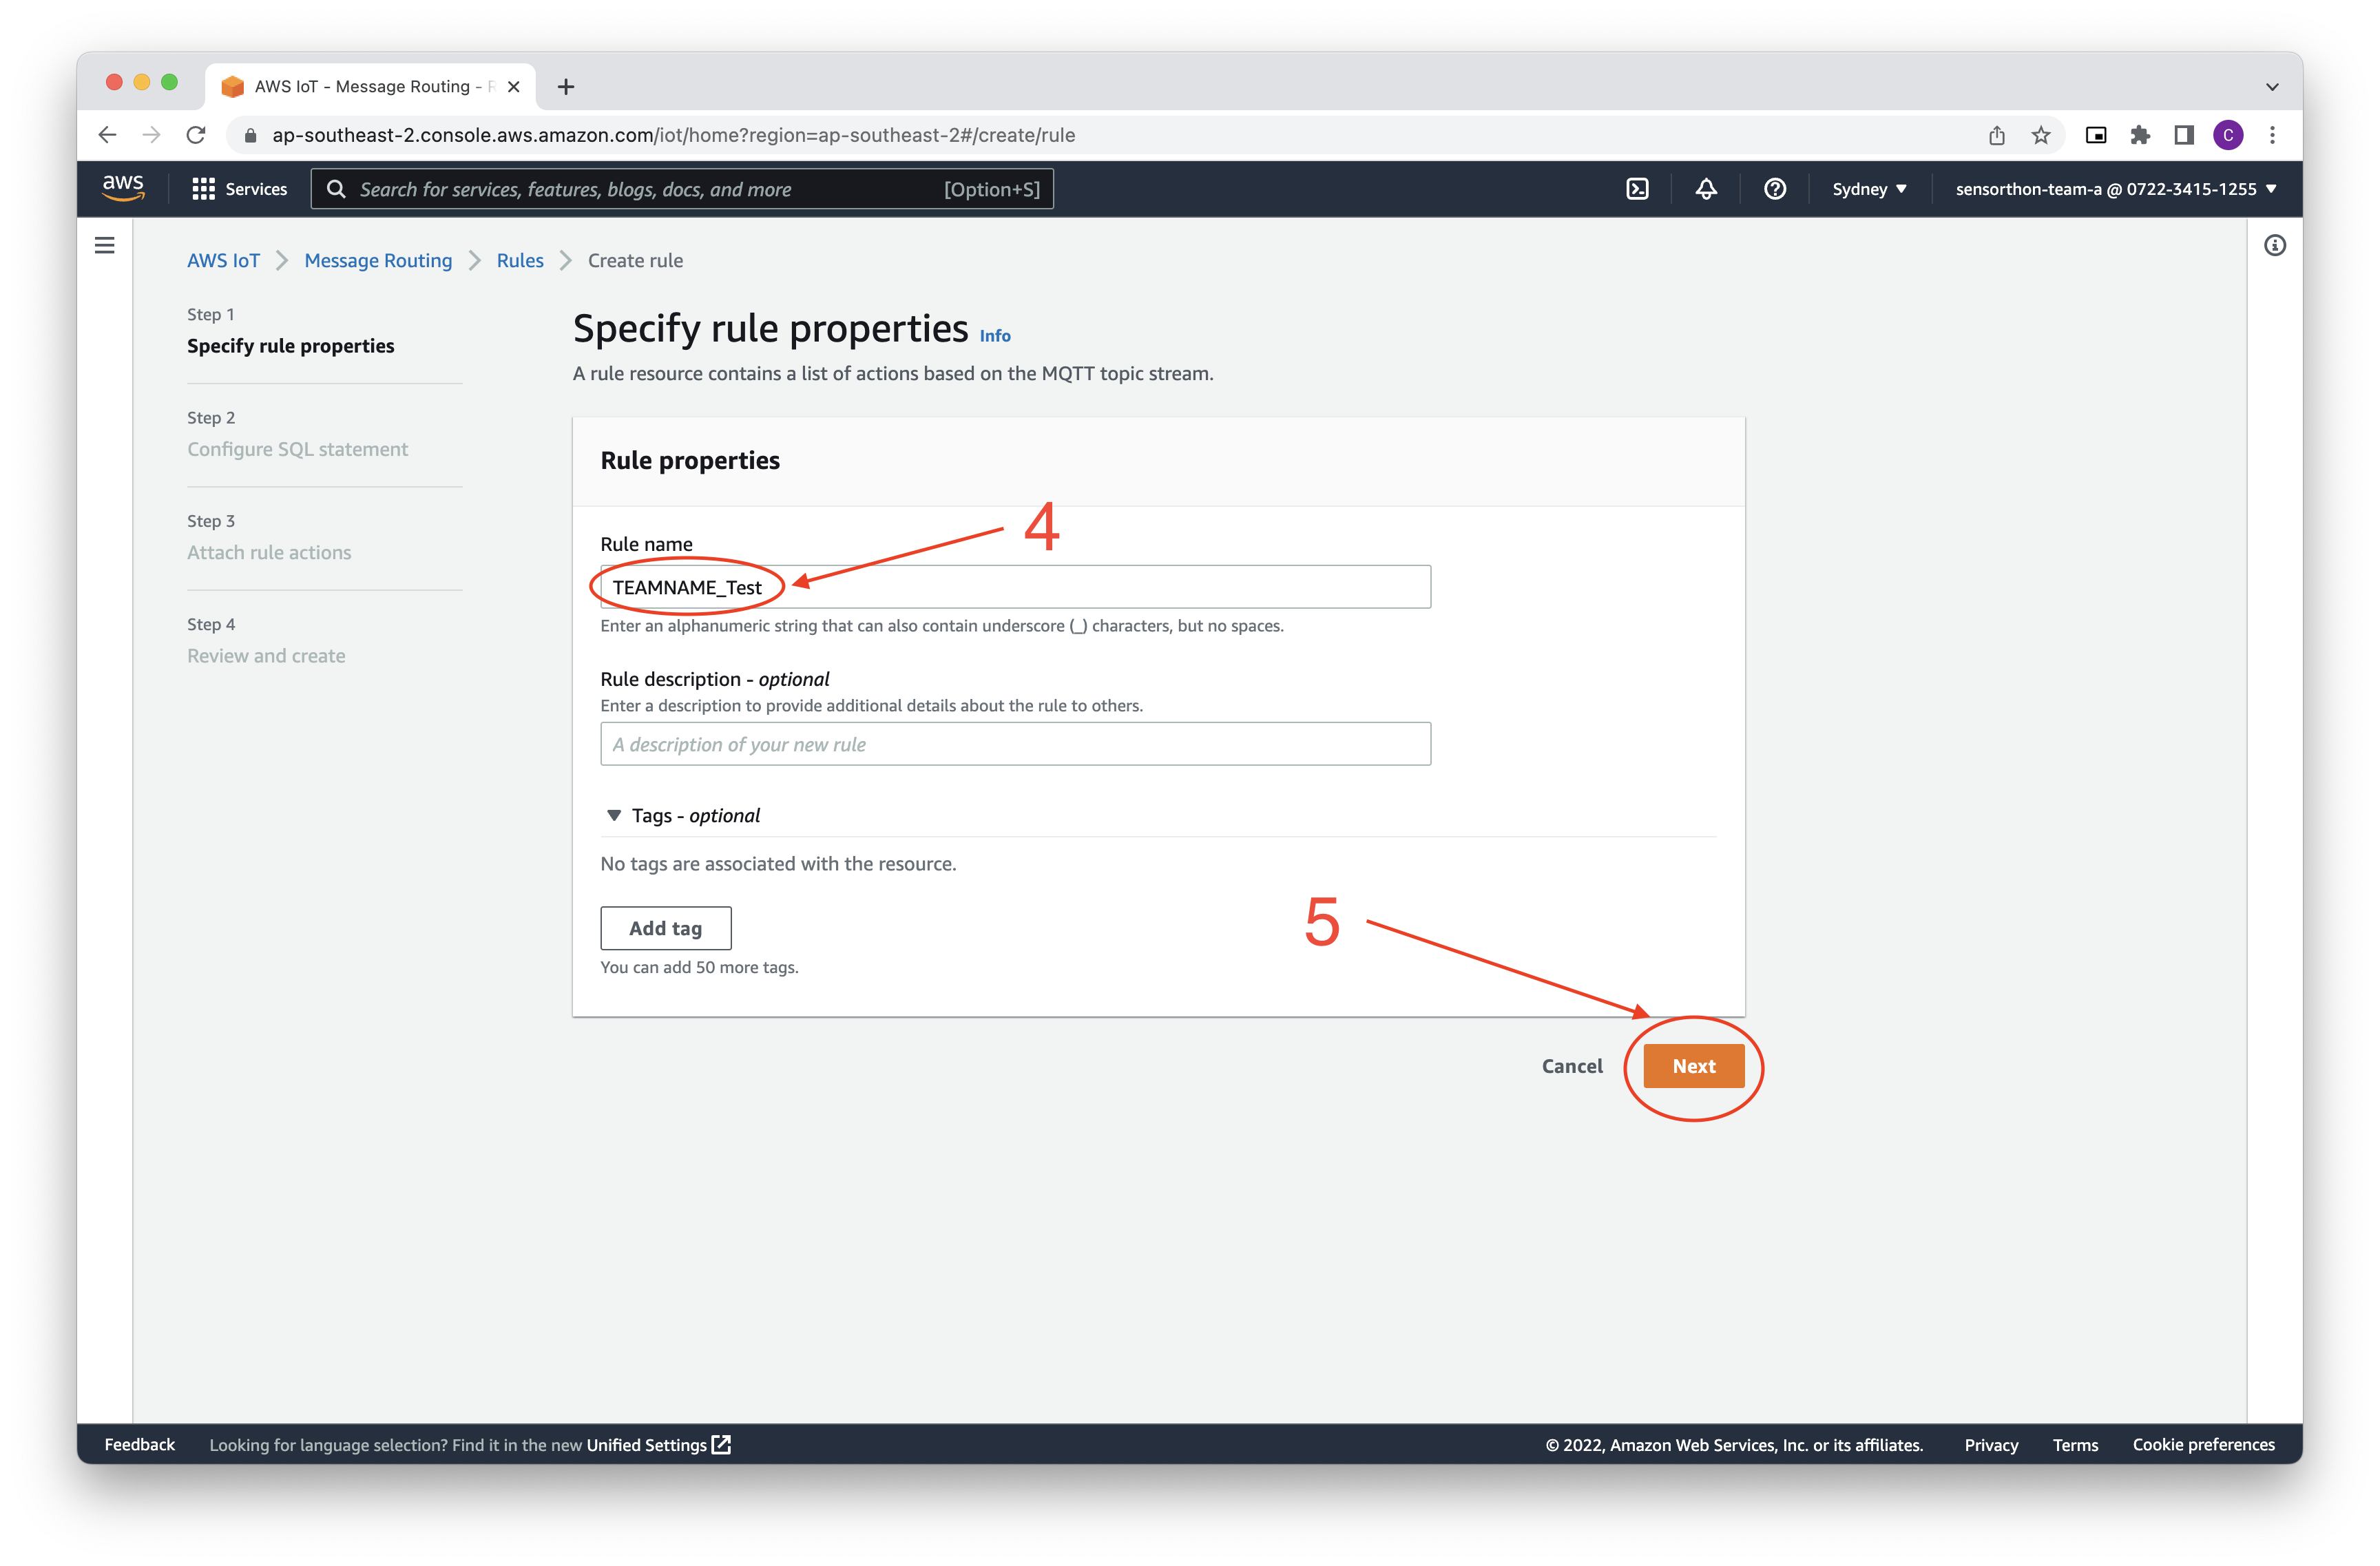 AWS IoT - Message Routing -
ap-southeast-2.console.aws.amazon.com/iot/home?region=ap-southeast-2#/create/rule
C
aws
Services
Search for services, features, blogs, docs, and more
[Option+S]
Sydney
sensorthon-team-a @ 0722-3415-1255
AWS IoT
Message Routing
Rules
Create rule
Step 1
Specify rule properties
Step 2
Configure SQL statement
Step 3
Attach rule actions
Step 4
Review and create
Specify rule properties Info
A rule resource contains a list of actions based on the MQTT topic stream.
Rule properties
4
Rule name
TEAMNAME_Test
Enter an alphanumeric string that can also contain underscore (_) characters, but no spaces.
Rule description - optional
Enter a description to provide additional details about the rule to others.
A description of your new rule
Tags - optional
No tags are associated with the resource.
5
Add tag
You can add 50 more tags.
Cancel
Next
Feedback
Looking for language selection? Find it in the new Unified Settings
© 2022, Amazon Web Services, Inc. or its affiliates.
Privacy
Terms
Cookie preferences